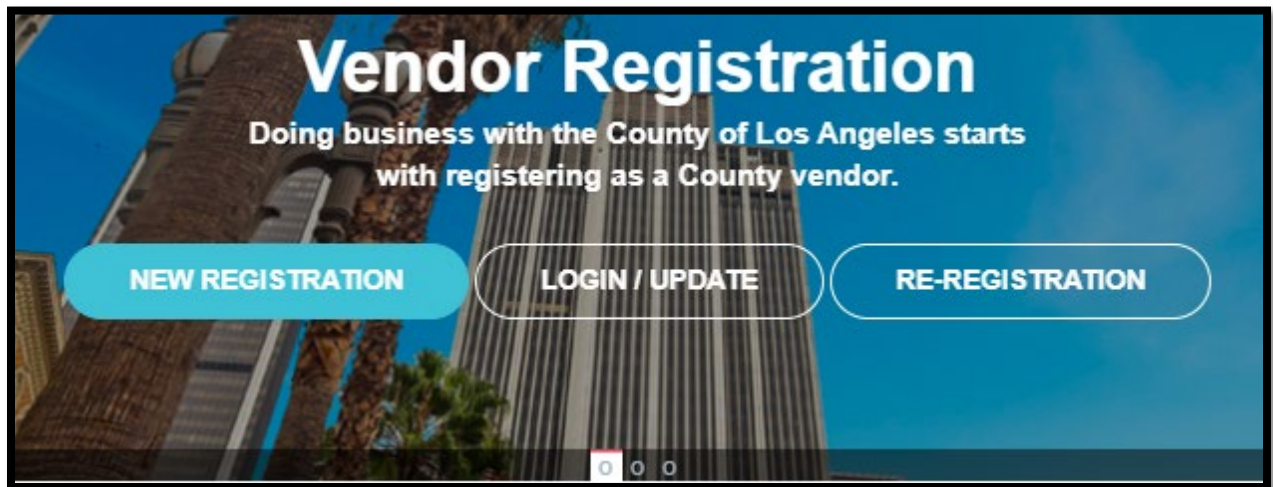 Vendor Registration
Doing business with the County of Los Angeles starts
with registering as a County vendor.
NEW REGISTRATION
LOGIN / UPDATE
RE-REGISTRATION